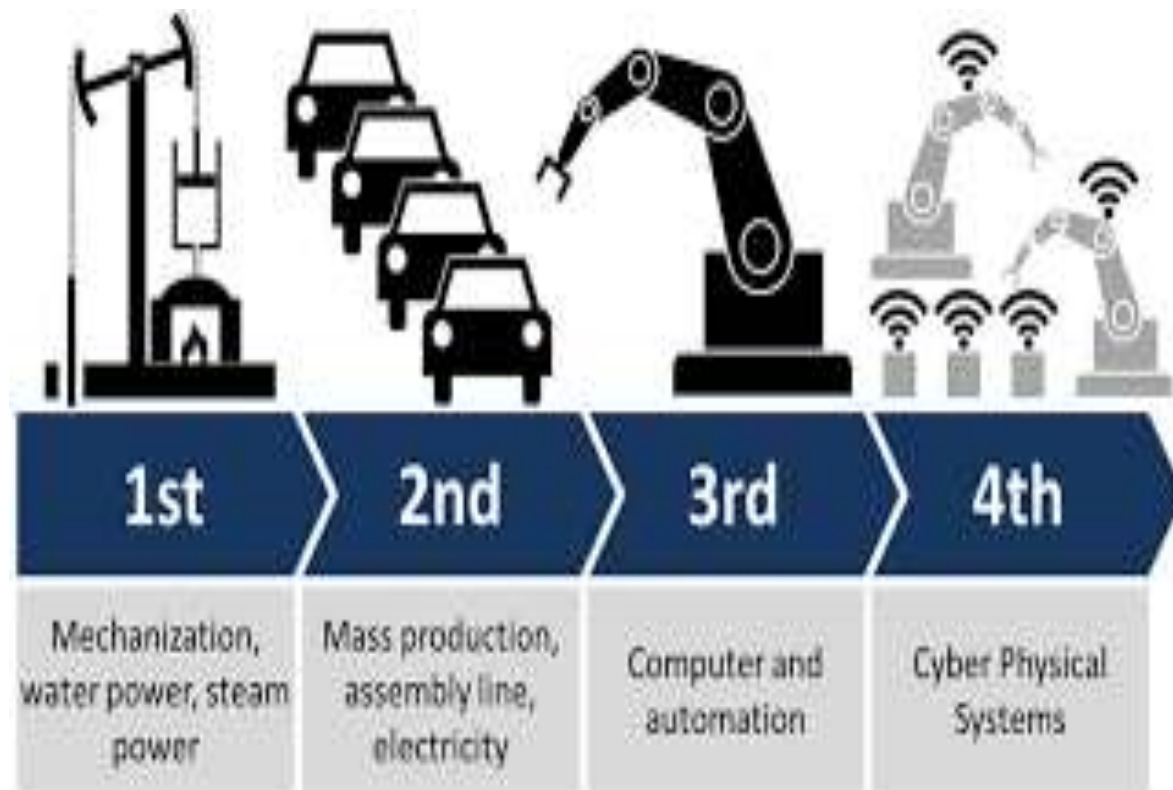 1st
2nd
3rd
4th
Mechanization,
water power, steam
power
Mass production,
assembly line,
electricity
Computer and
automation
Cyber Physical
Systems